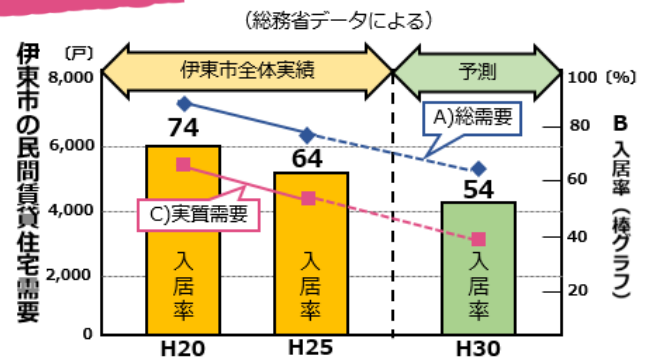 （総務省データによる）
伊東市の民間賃貸住宅需要
〔戸〕
8,000
6,000
4,000
2,000
0
伊東市全体実績
予測
100〔%〕
80
60
40
20
B 入居率（棒グラフ）
A)総需要
C)実質需要
74
64
54
入居率
入居率
入居率
H20
H25
H30